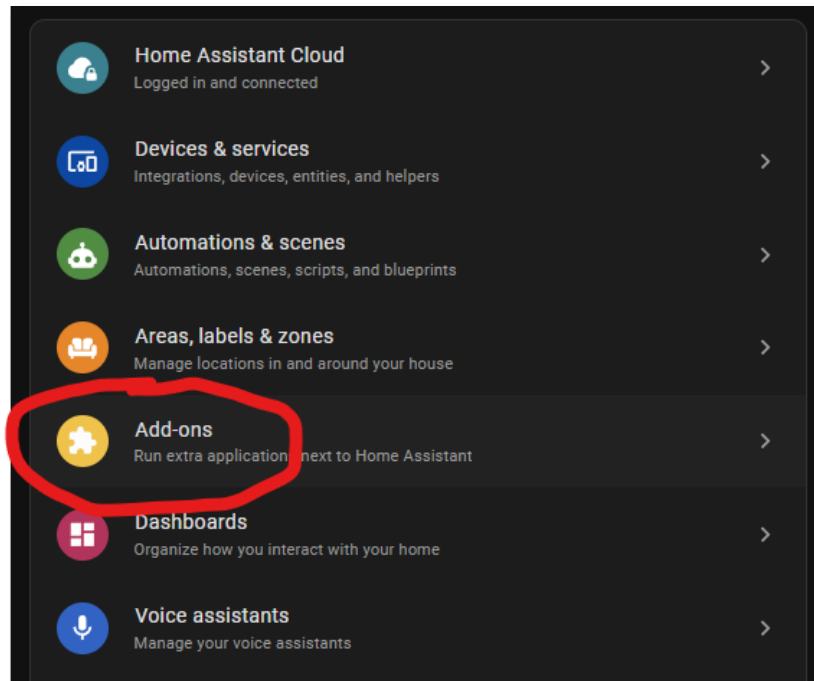 Home Assistant Cloud
Logged in and connected
Devices & services
Integrations, devices, entities, and helpers
Automations & scenes
Automations, scenes, scripts, and blueprints
Areas, labels & zones
Manage locations in and around your house
Add-ons
Run extra applications next to Home Assistant
Dashboards
Organize how you interact with your home
Voice assistants
Manage your voice assistants